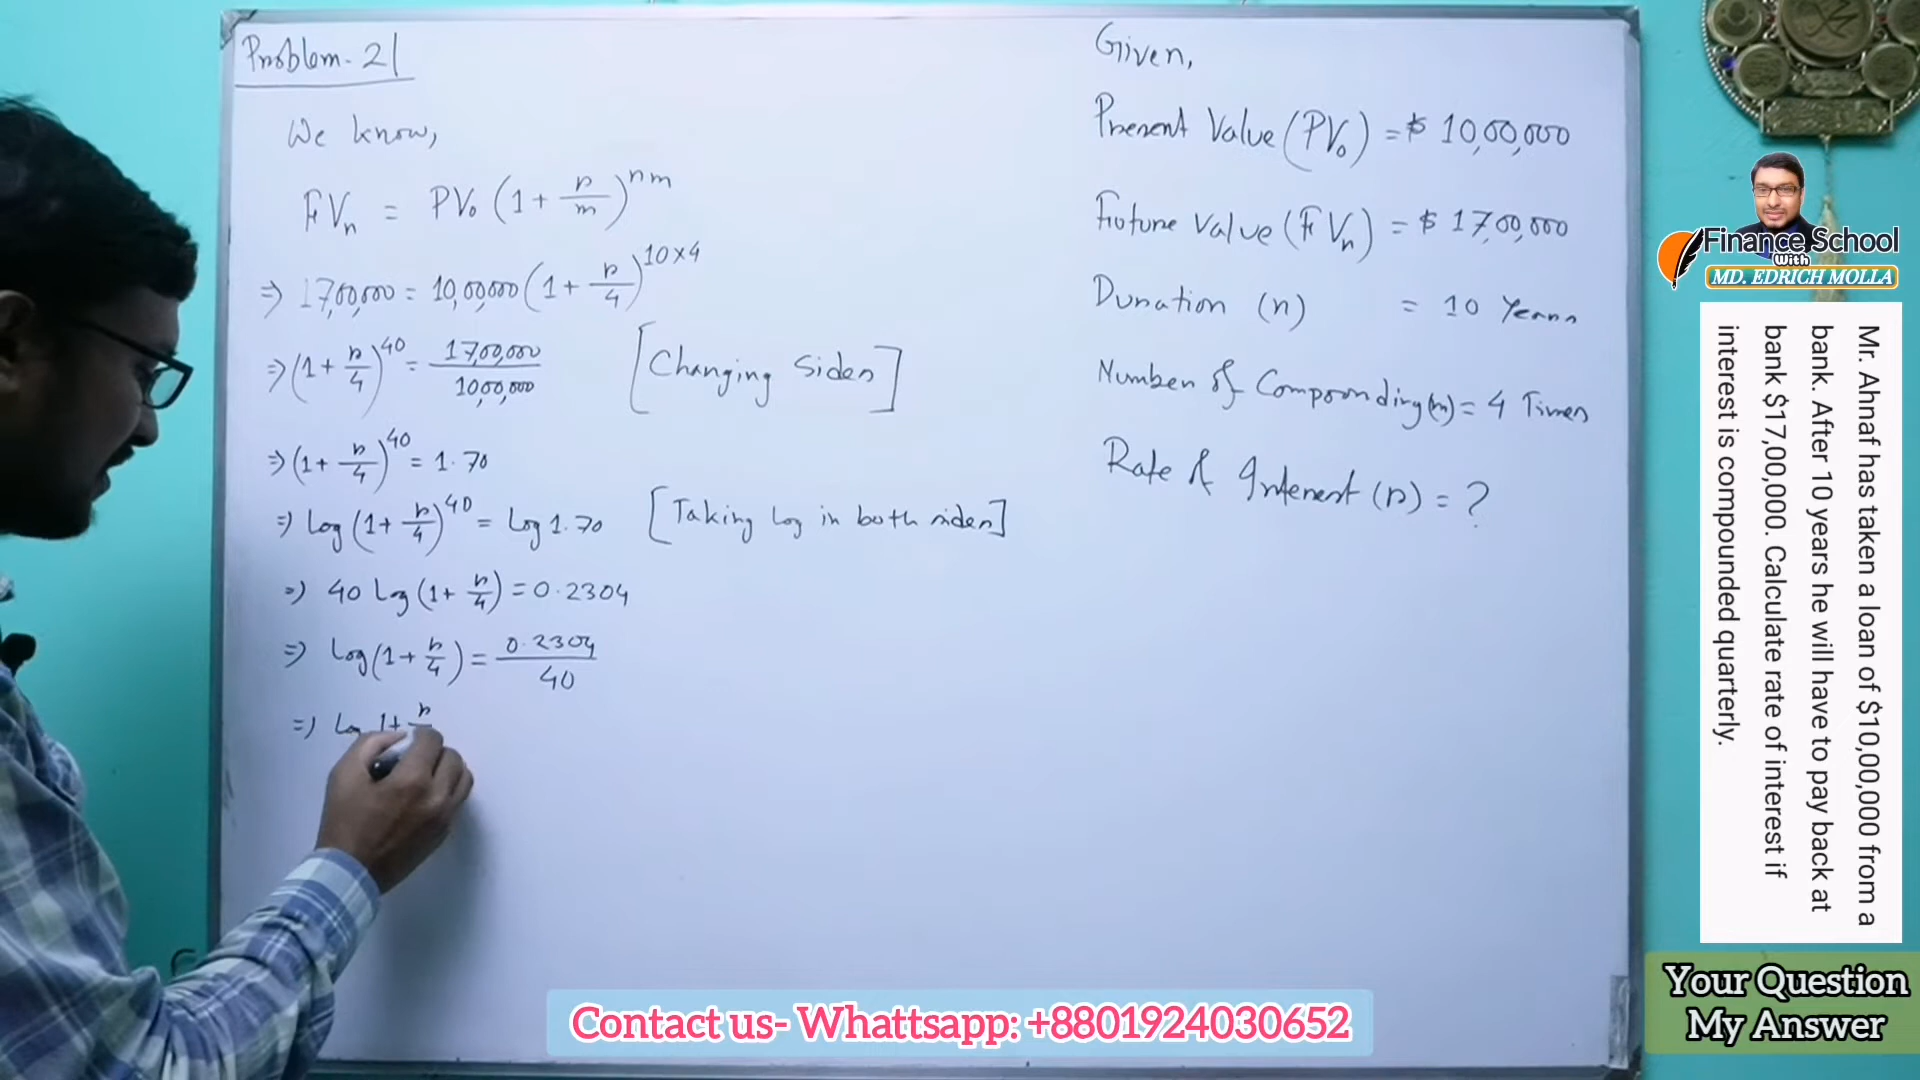 Problem-21
We know,
FVn = PV₀ (1 + r/m)^nm
⇒ 17,00,000 = 10,00,000 (1 + r/4)^10×4
⇒ (1 + r/4)^40 = 17,00,000/10,00,000 [Changing Sides]
⇒ (1 + r/4)^40 = 1.70
⇒ Log (1 + r/4)^40 = Log 1.70 [Taking Log in both sides]
⇒ 40 Log (1 + r/4) = 0.2304
⇒ Log (1 + r/4) = 0.2304/40
⇒ Log 1 + r
Given,
Present Value (PV₀) = $ 10,00,000
Future Value (FVn) = $ 17,00,000
Duration (n) = 10 Years
Number of Compounding (m) = 4 Times
Rate of Interest (r) = ?
Finance School
With
MD. EDRICH MOLLA
Mr. Ahnaf has taken a loan of $10,00,000 from a
bank. After 10 years he will have to pay back at
bank $17,00,000. Calculate rate of interest if
interest is compounded quarterly.
Your Question
My Answer
Contact us- Whattsapp: +8801924030652